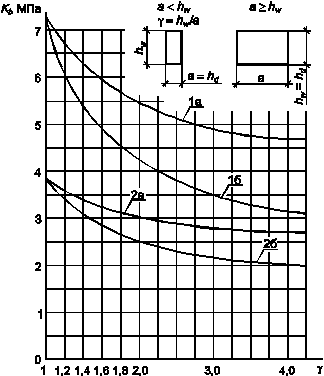 Kf, МПа
a < hw
a ≥ hw
γ = hw/a
hw
a = hd
a
hw = hd
7
6
5
4
3
2
1
0
1а
1б
2а
2б
1 1,2 1,4 1,6 1,8 2,0 3,0 4,0 γ